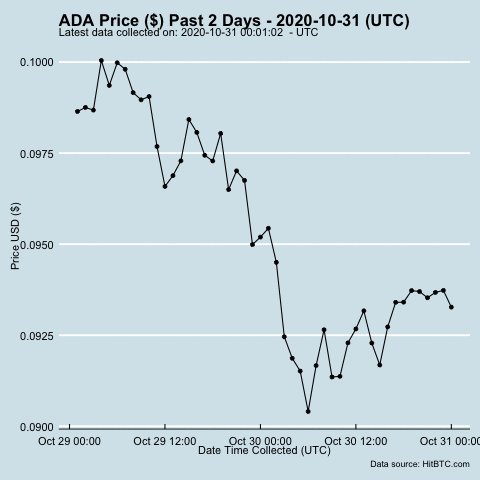 ADA Price ($) Past 2 Days - 2020-10-31 (UTC)
Latest data collected on: 2020-10-31 00:01:02 - UTC
0.1000
0.0975
0.0950
0.0925
0.0900
Price USD ($)
Oct 29 00:00 Oct 29 12:00 Oct 30 00:00 Oct 30 12:00 Oct 31 00:00
Date Time Collected (UTC)
Data source: HitBTC.com